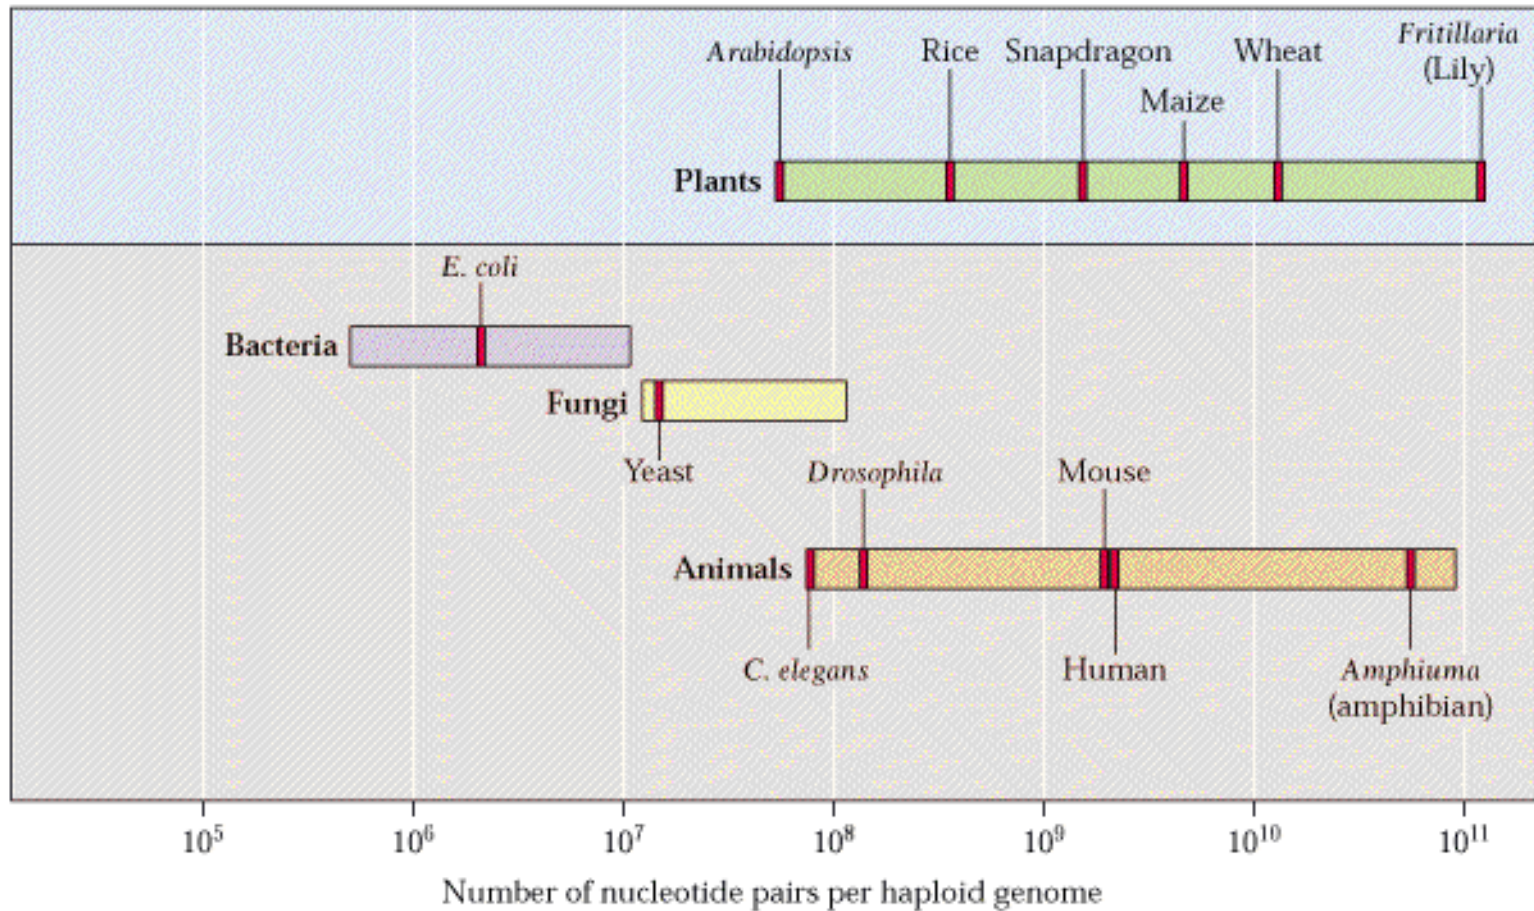 Fritillaria
Arabidopsis Rice Snapdragon Wheat (Lily)
Maize
Plants
E. coli
Bacteria
Fungi
Yeast Drosophila Mouse
Animals
C. elegans Human Amphiuma
(amphibian)
10⁵ 10⁶ 10⁷ 10⁸ 10⁹ 10¹⁰ 10¹¹
Number of nucleotide pairs per haploid genome